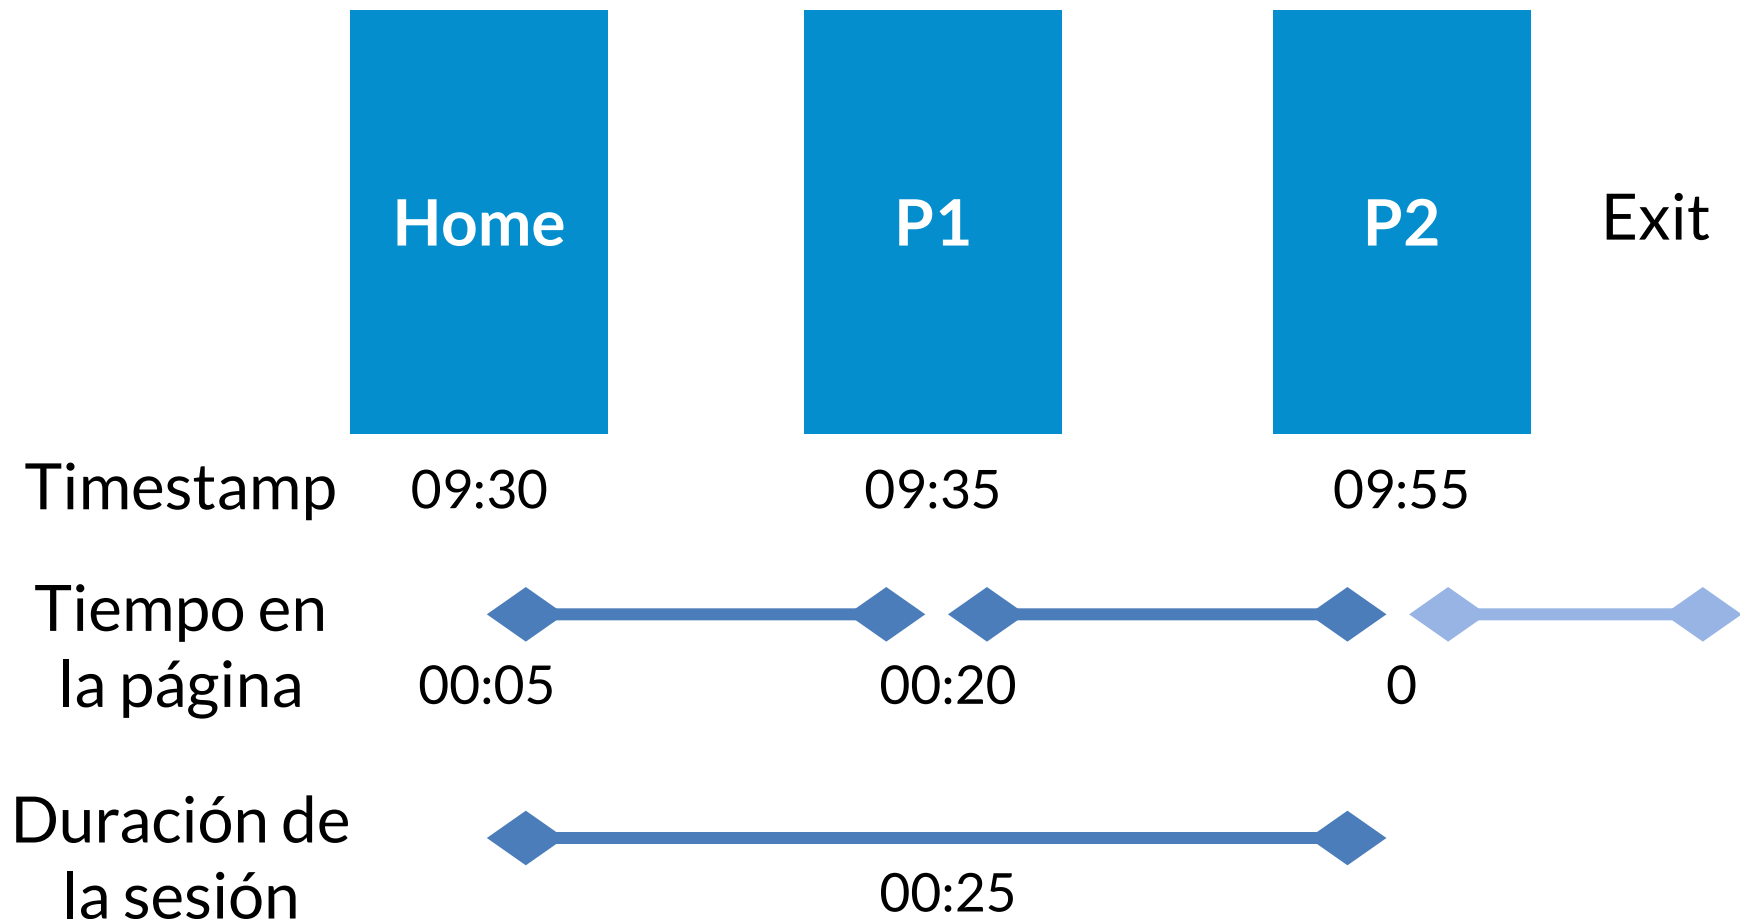 Home P1 P2 Exit
Timestamp 09:30 09:35 09:55
Tiempo en
la página 00:05 00:20 0
Duración de
la sesión 00:25